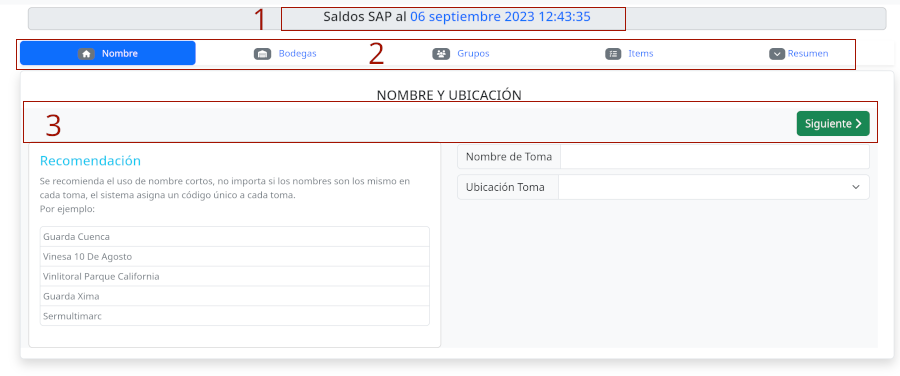 1
Saldos SAP al 06 septiembre 2023 12:43:35
Nombre
Bodegas
2
Grupos
Items
Resumen
NOMBRE Y UBICACIÓN
3
Siguiente
Recomendación
Se recomienda el uso de nombre cortos, no importa si los nombres son los mismo en
cada toma, el sistema asigna un código único a cada toma.
Por ejemplo:
Guarda Cuenca
Vinesa 10 De Agosto
Vinlitoral Parque California
Guarda Xima
Sermultimarc
Nombre de Toma
Ubicación Toma